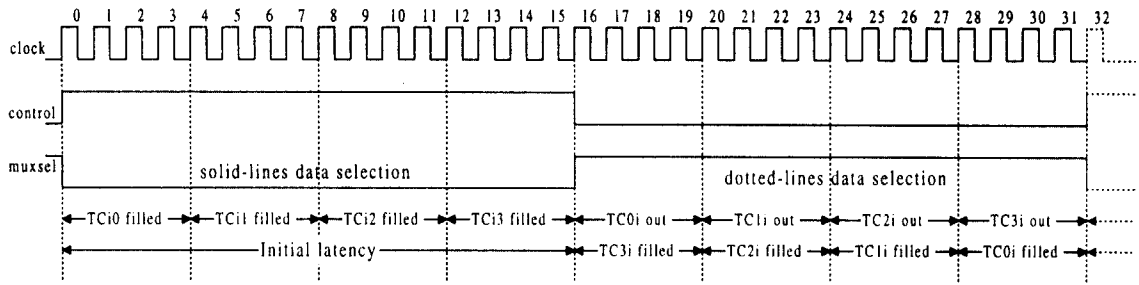 0 1 2 3 4 5 6 7 8 9 10 11 12 13 14 15 16 17 18 19 20 21 22 23 24 25 26 27 28 29 30 31 32
clock
control
muxsel
solid-lines data selection
dotted-lines data selection
TCi0 filled TCi1 filled TCi2 filled TCi3 filled TC0i out TC1i out TC2i out TC3i out
Initial latency TC3i filled TC2i filled TC1i filled TC0i filled